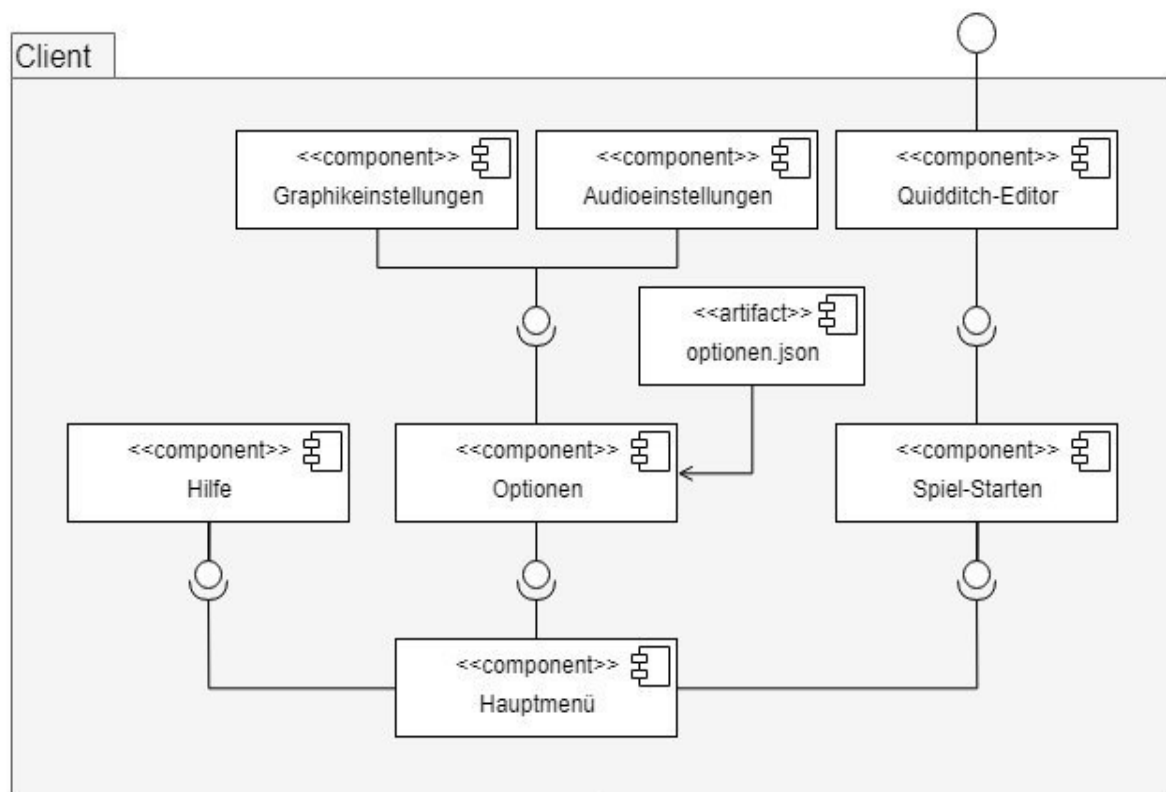 Client
<<component>>
Graphikeinstellungen
<<component>>
Audioeinstellungen
<<component>>
Quidditch-Editor
<<artifact>>
optionen.json
<<component>>
Hilfe
<<component>>
Optionen
<<component>>
Spiel-Starten
<<component>>
Hauptmenü